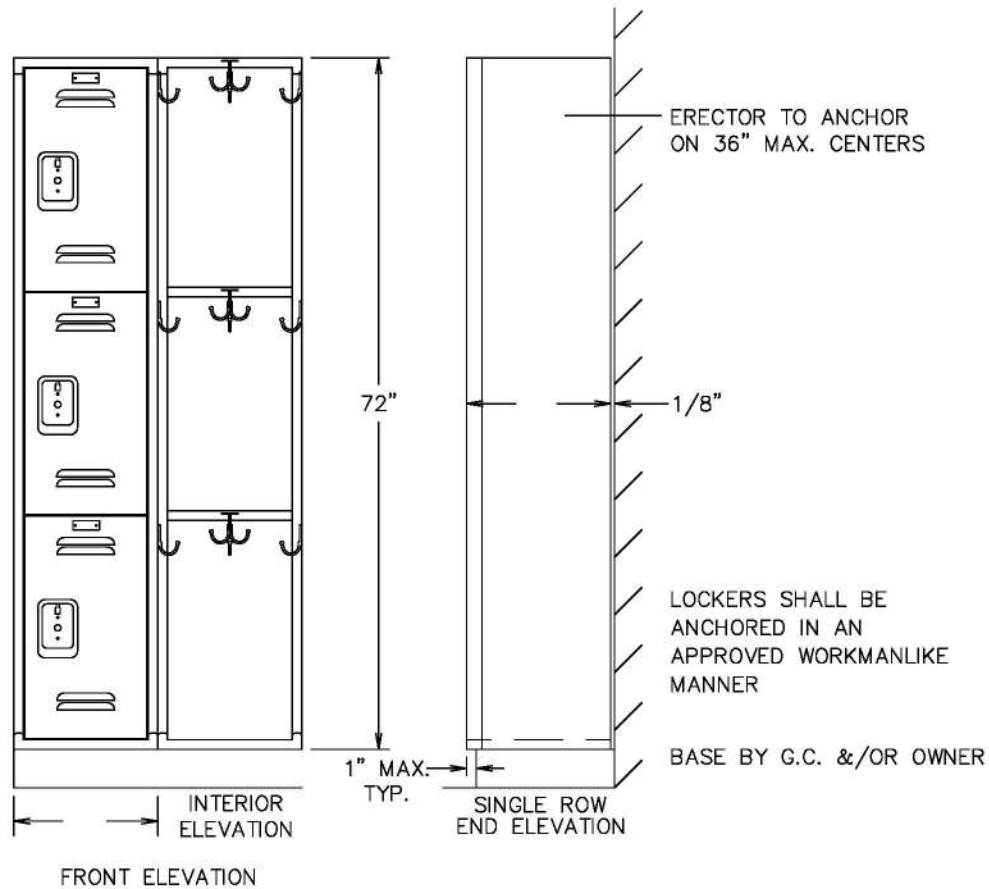 ERECTOR TO ANCHOR
ON 36" MAX. CENTERS
72"
1/8"
LOCKERS SHALL BE
ANCHORED IN AN
APPROVED WORKMANLIKE
MANNER
BASE BY G.C. &/OR OWNER
1" MAX.
TYP.
INTERIOR
ELEVATION
SINGLE ROW
END ELEVATION
FRONT ELEVATION